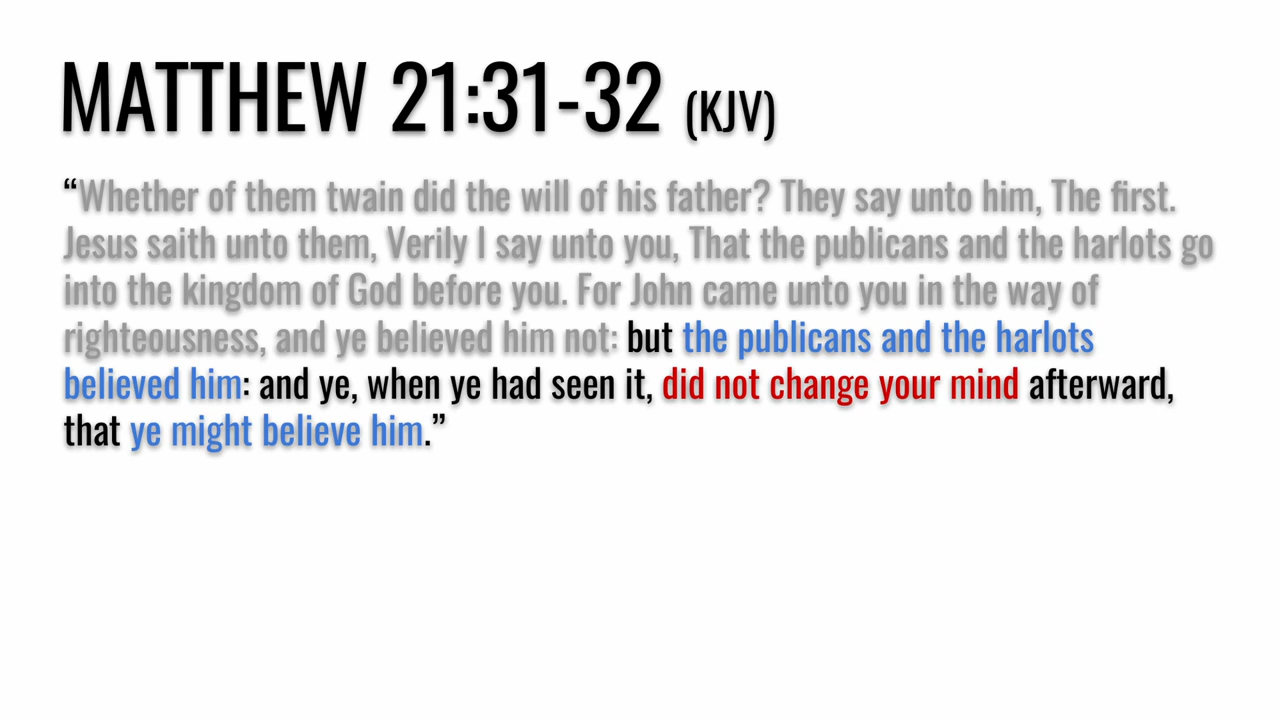 MATTHEW 21:31-32 (KJV)
“Whether of them twain did the will of his father? They say unto him, The first.
Jesus saith unto them, Verily I say unto you, That the publicans and the harlots go
into the kingdom of God before you. For John came unto you in the way of
righteousness, and ye believed him not: but the publicans and the harlots
believed him: and ye, when ye had seen it, did not change your mind afterward,
that ye might believe him.”